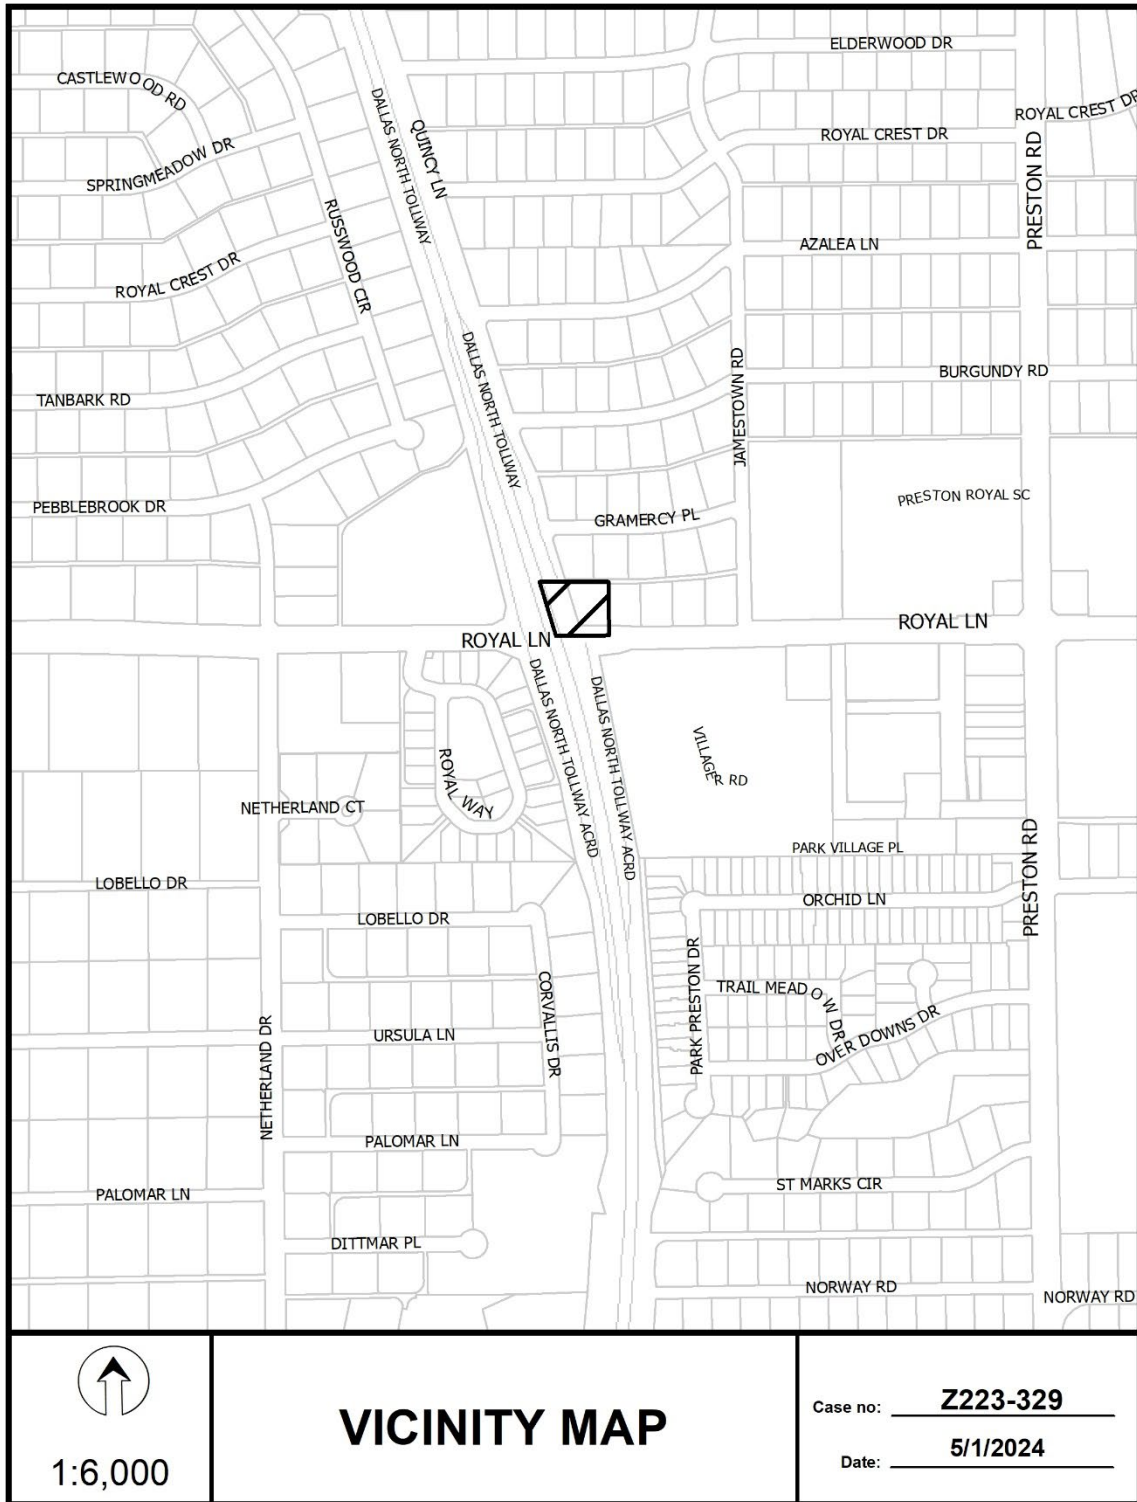 ELDERWOOD DR
CASTLEWOOD RD
DALLAS NORTH TOLLWAY
QUINCY LN
ROYAL CREST DR
ROYAL CREST DR
PRESTON RD
SPRINGMEADOW DR
RUSSWOOD CIR
AZALEA LN
ROYAL CREST DR
DALLAS NORTH TOLLWAY
JAMESTOWN RD
BURGUNDY RD
TANBARK RD
PRESTON ROYAL SC
PEBBLEBROOK DR
GRAMERCY PL
ROYAL LN
ROYAL LN
DALLAS NORTH TOLLWAY ACRD
DALLAS NORTH TOLLWAY ACRD
VILLAGER RD
ROYAL WAY
NETHERLAND CT
PARK VILLAGE PL
PRESTON RD
LOBELLO DR
ORCHID LN
LOBELLO DR
PARK PRESTON DR
CORVALLIS DR
TRAIL MEADOW DR
OVER DOWNS DR
URSULA LN
NETHERLAND DR
PALOMAR LN
ST MARKS CIR
PALOMAR LN
DITTMAR PL
NORWAY RD
NORWAY RD
1:6,000
VICINITY MAP
Case no: Z223-329
Date: 5/1/2024